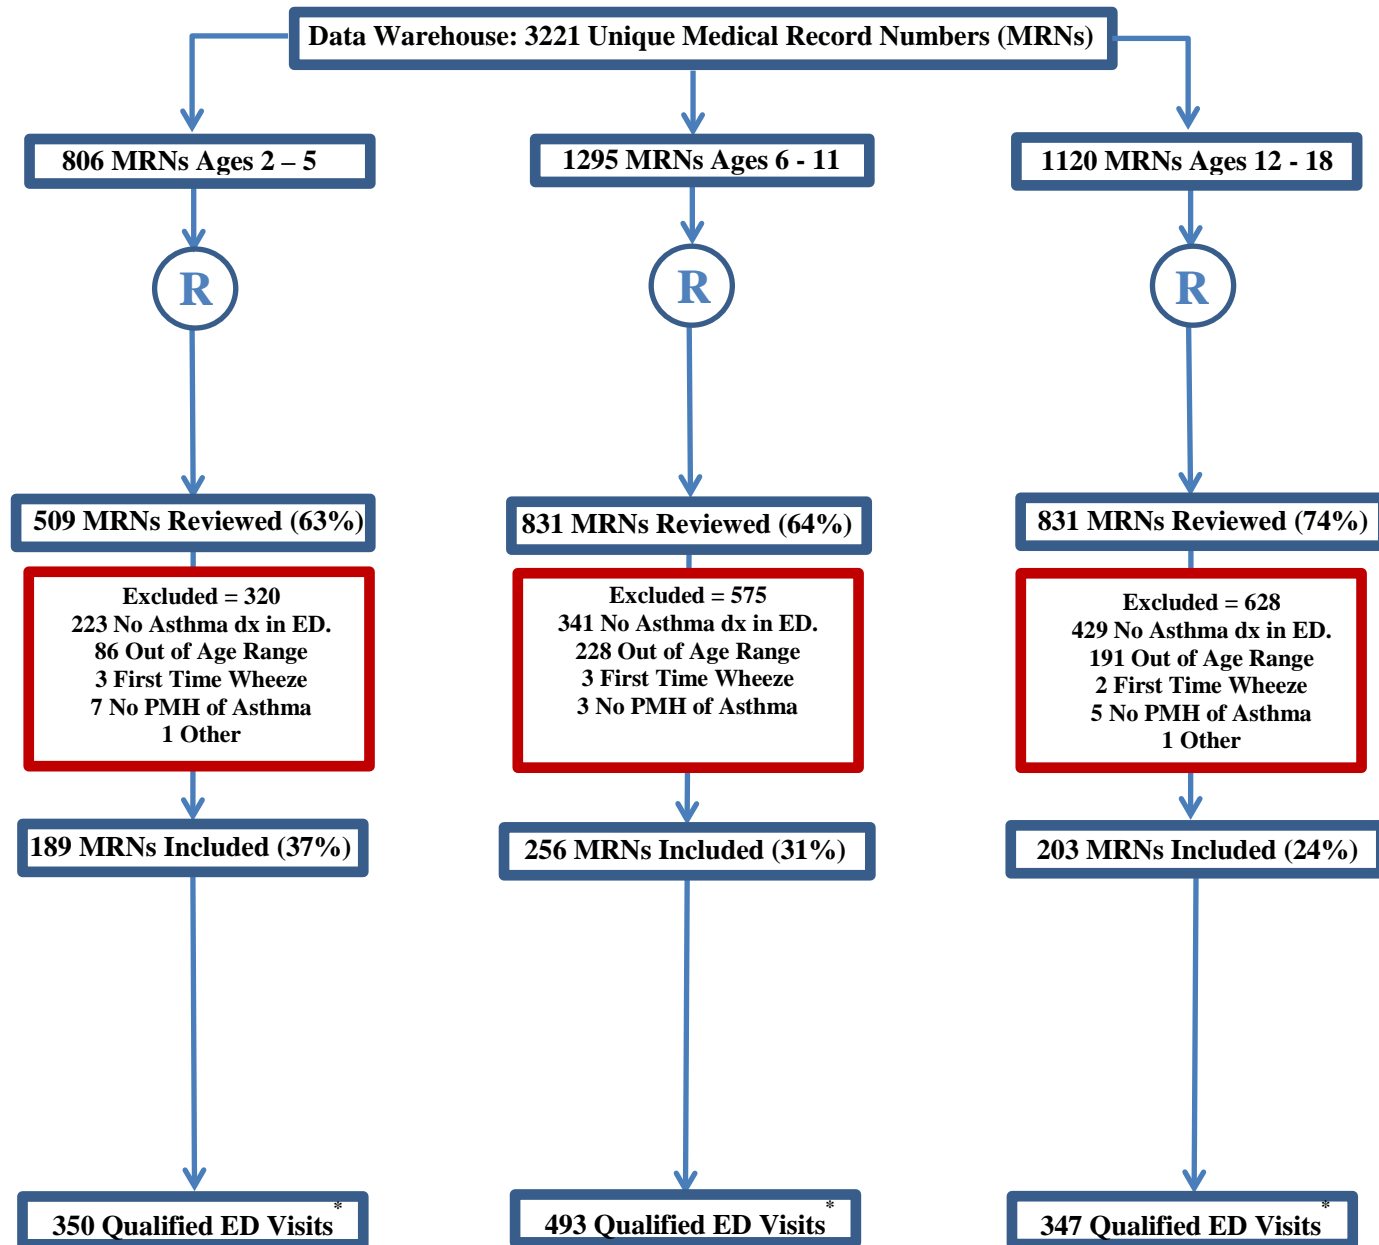 Data Warehouse: 3221 Unique Medical Record Numbers (MRNs)
806 MRNs Ages 2 – 5
1295 MRNs Ages 6 - 11
1120 MRNs Ages 12 - 18
R
R
R
509 MRNs Reviewed (63%)
831 MRNs Reviewed (64%)
831 MRNs Reviewed (74%)
Excluded = 320
223 No Asthma dx in ED.
86 Out of Age Range
3 First Time Wheeze
7 No PMH of Asthma
1 Other
Excluded = 575
341 No Asthma dx in ED.
228 Out of Age Range
3 First Time Wheeze
3 No PMH of Asthma
Excluded = 628
429 No Asthma dx in ED.
191 Out of Age Range
2 First Time Wheeze
5 No PMH of Asthma
1 Other
189 MRNs Included (37%)
256 MRNs Included (31%)
203 MRNs Included (24%)
350 Qualified ED Visits*
493 Qualified ED Visits*
347 Qualified ED Visits*